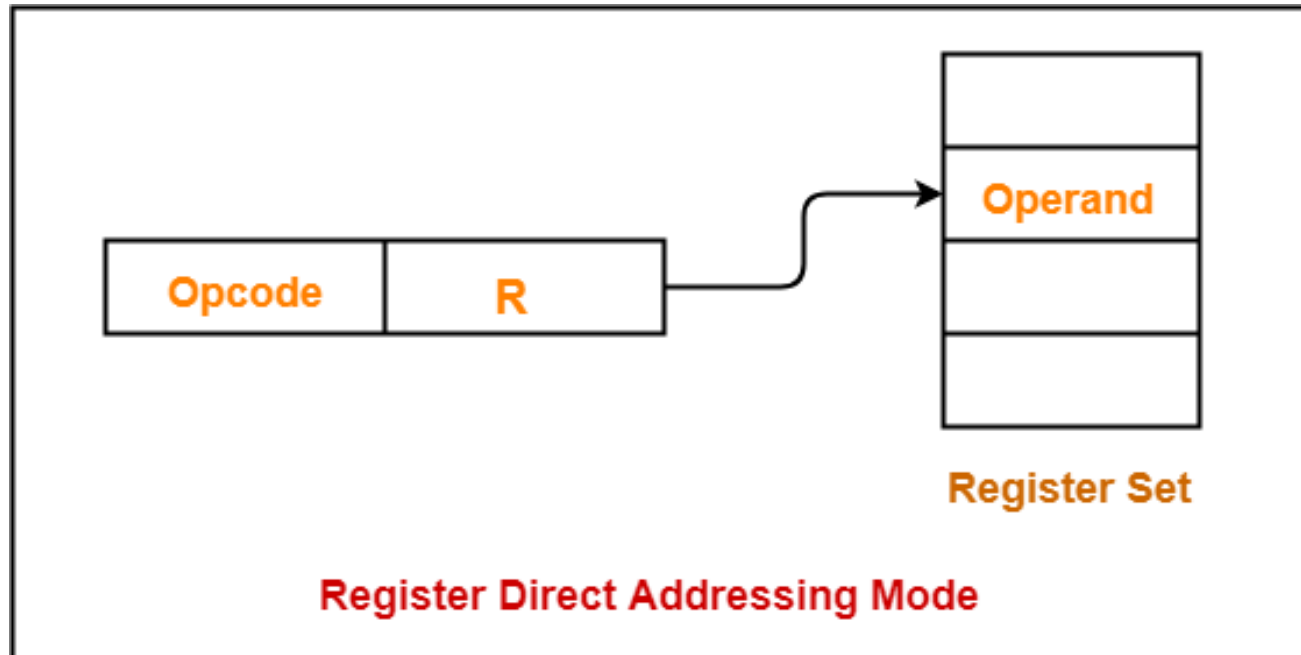 Operand
Opcode
R
Register Set
Register Direct Addressing Mode